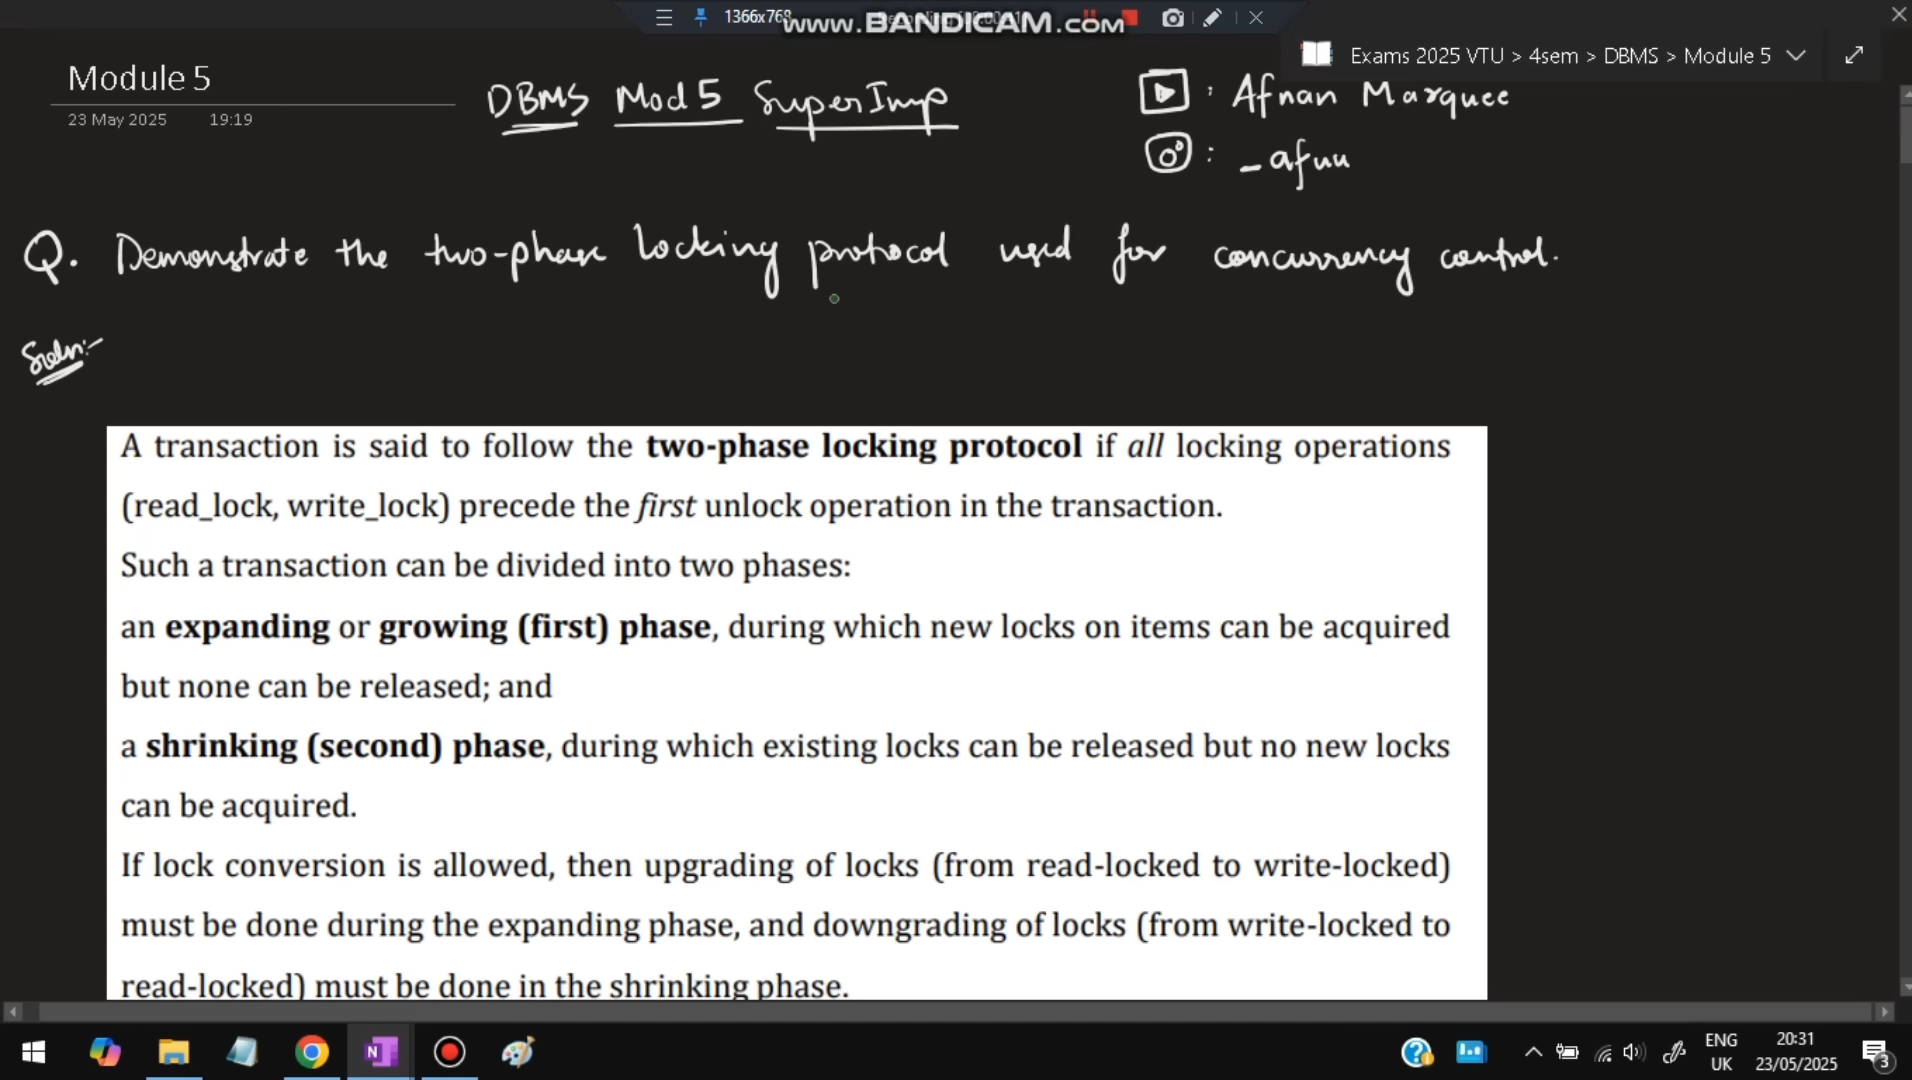 1366x768
www.BANDICAM.com
Exams 2025 VTU > 4sem > DBMS > Module 5
Module 5
23 May 2025 19:19
DBMS Mod 5 Super Imp
: Afnan Marquee
: _afnu
Q. Demonstrate the two-phase locking protocol used for concurrency control.
Soln:-
A transaction is said to follow the two-phase locking protocol if all locking operations
(read_lock, write_lock) precede the first unlock operation in the transaction.
Such a transaction can be divided into two phases:
an expanding or growing (first) phase, during which new locks on items can be acquired
but none can be released; and
a shrinking (second) phase, during which existing locks can be released but no new locks
can be acquired.
If lock conversion is allowed, then upgrading of locks (from read-locked to write-locked)
must be done during the expanding phase, and downgrading of locks (from write-locked to
read-locked) must be done in the shrinking phase.
ENG
UK
20:31
23/05/2025
3